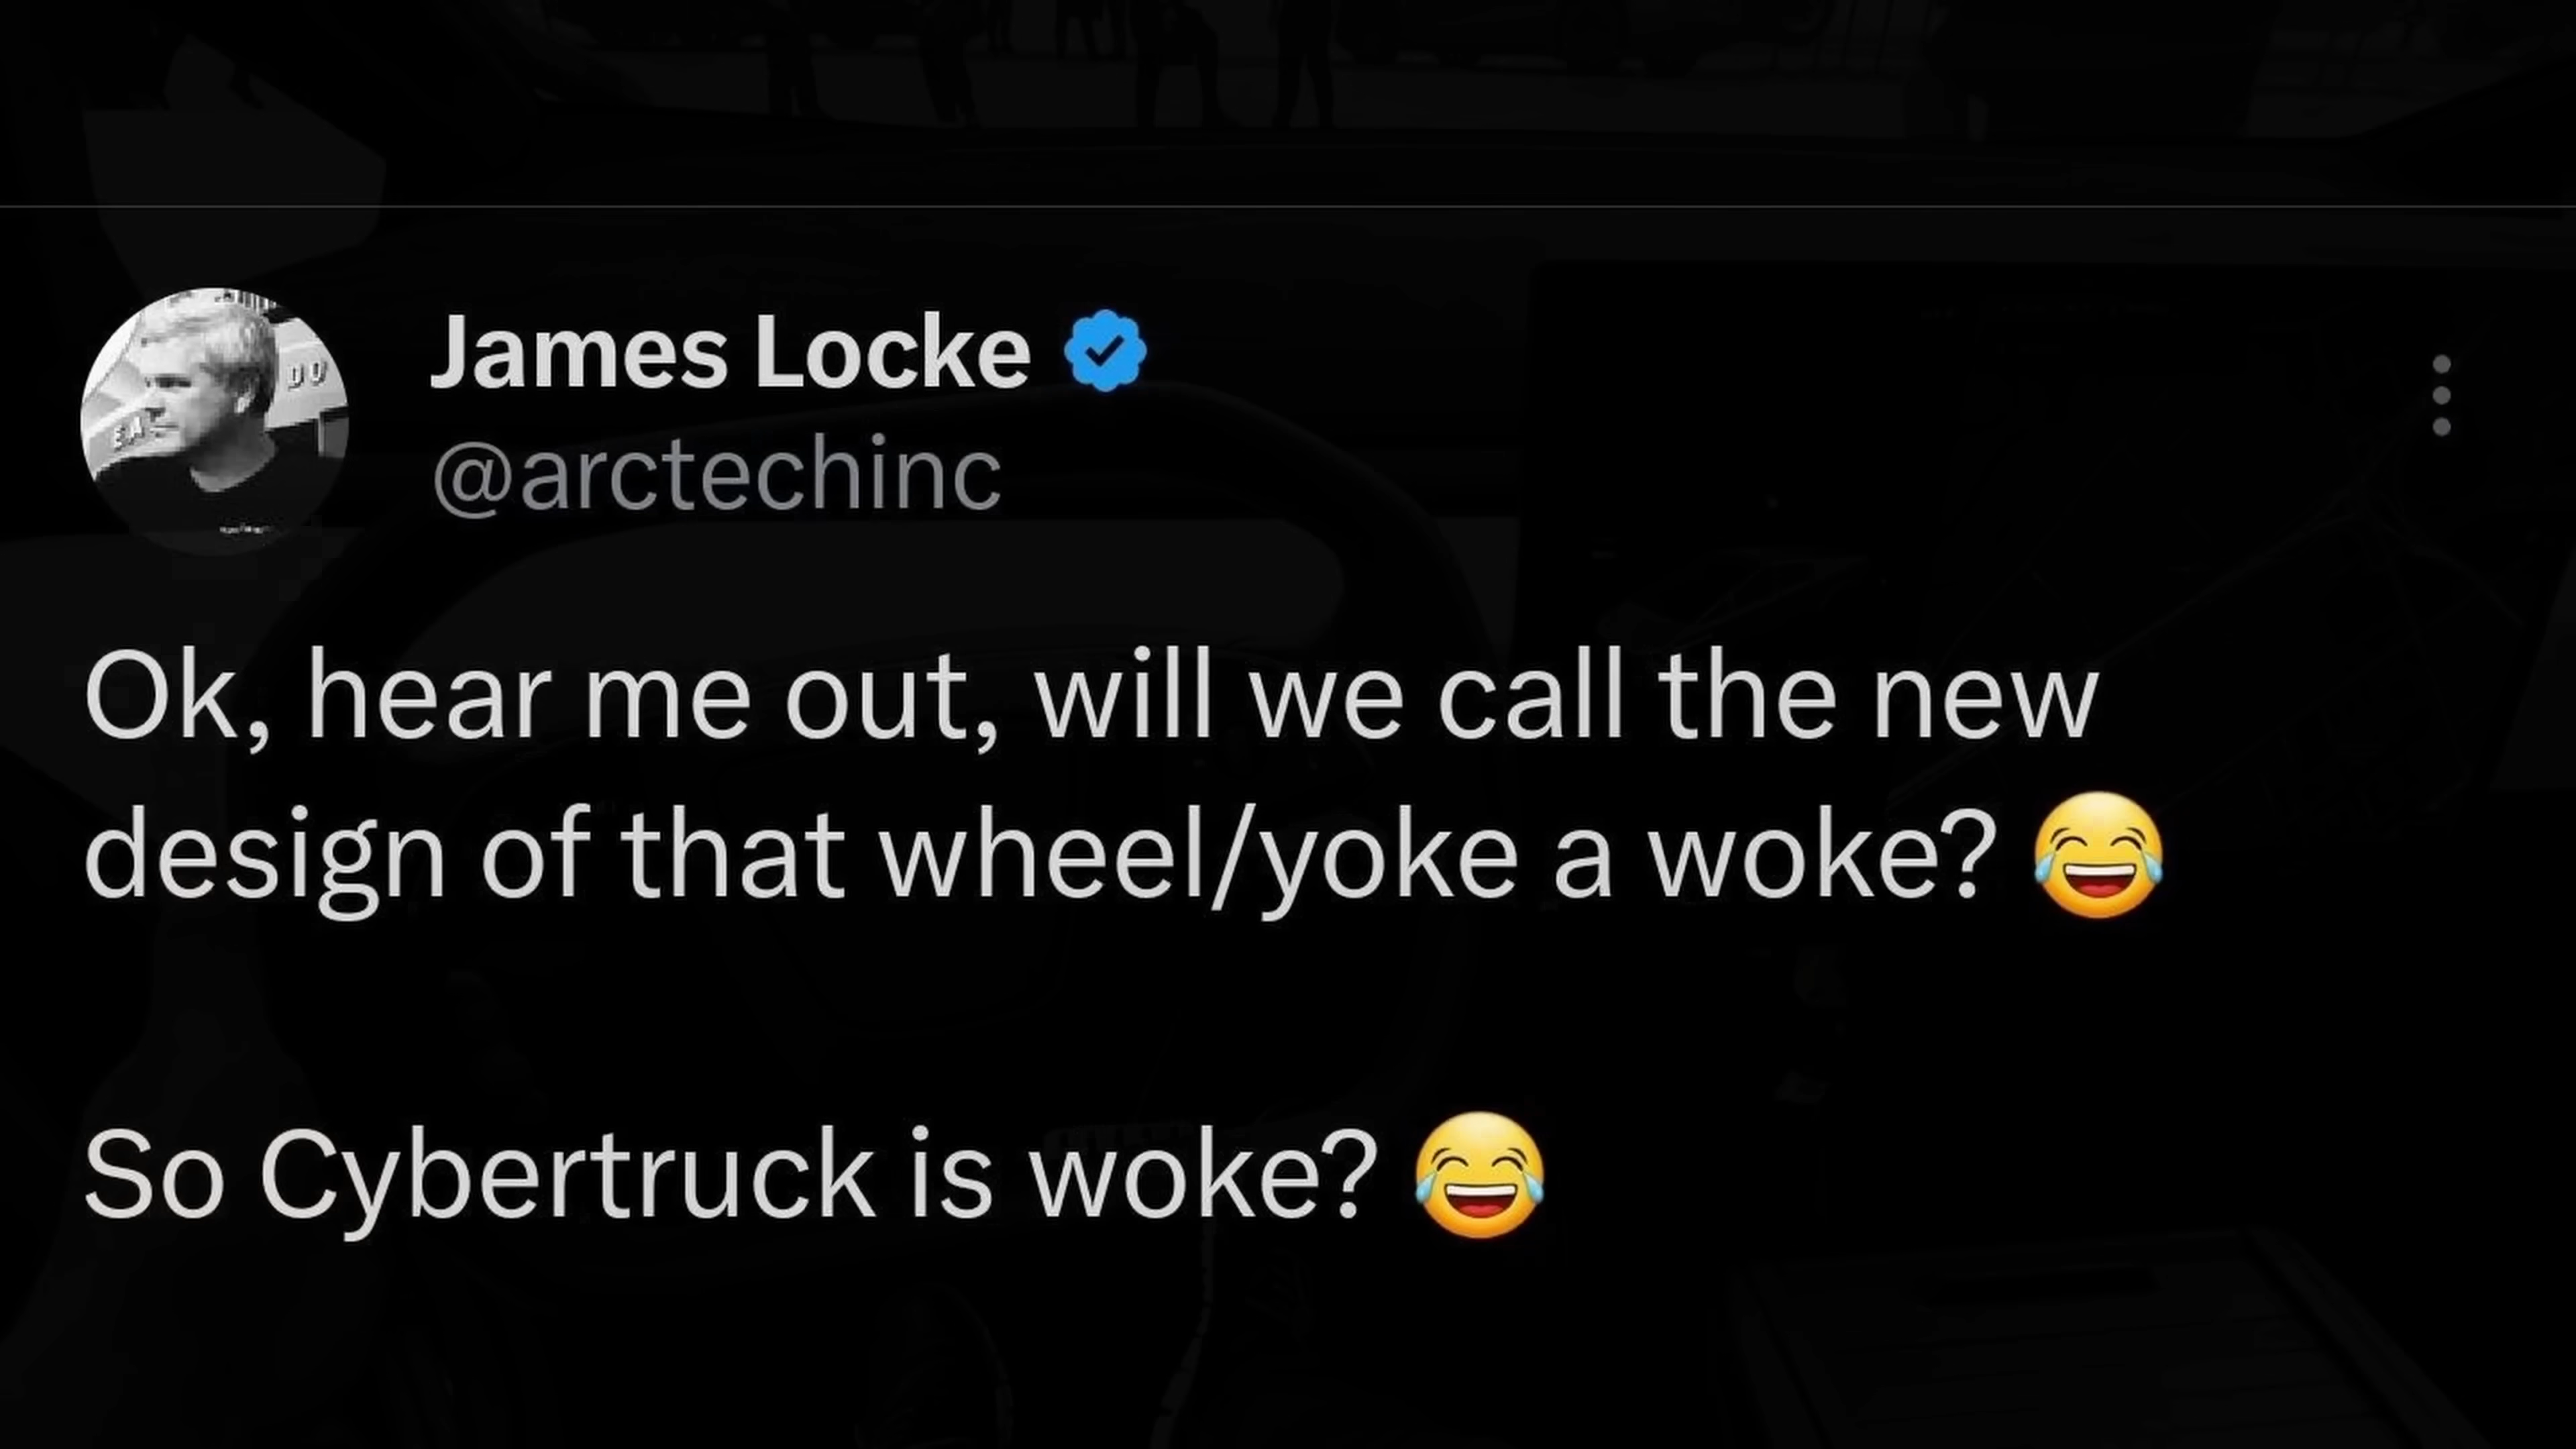 James Locke
@arctechinc
Ok, hear me out, will we call the new
design of that wheel/yoke a woke? 😂
So Cybertruck is woke? 😂